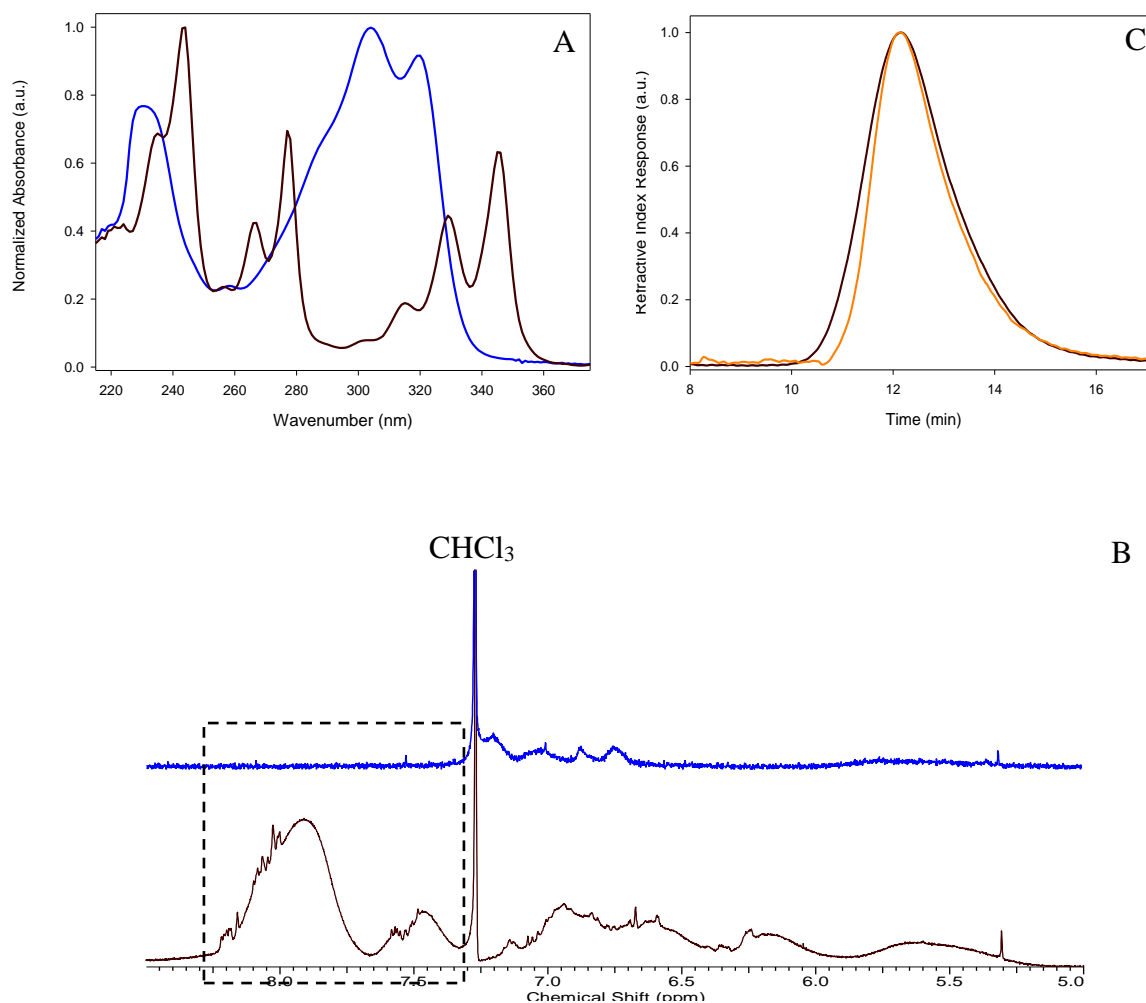 A
Normalized Absorbance (a.u.)
1.0
0.8
0.6
0.4
0.2
0.0
220 240 260 280 300 320 340 360
Wavenumber (nm)
C
Refractive Index Response (a.u.)
1.0
0.8
0.6
0.4
0.2
0.0
8 10 12 14 16
Time (min)
CHCl3
B
8.0 7.5 7.0 6.5 6.0 5.5 5.0
Chemical Shift (ppm)